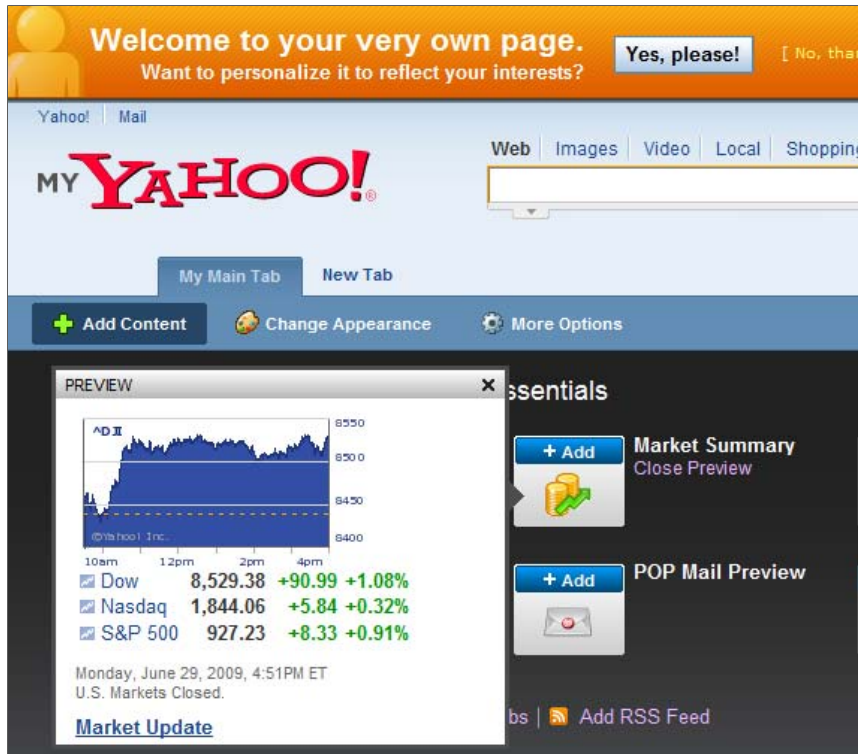 Welcome to your very own page.
Want to personalize it to reflect your interests?
Yes, please!
[ No, tha
Yahoo! Mail
MY YAHOO!®
Web Images Video Local Shopping
My Main Tab New Tab
Add Content Change Appearance More Options
PREVIEW
ssentials
^DJI
8550
8500
8450
8400
©Yahoo! Inc.
10am 12pm 2pm 4pm
Dow 8,529.38 +90.99 +1.08%
Nasdaq 1,844.06 +5.84 +0.32%
S&P 500 927.23 +8.33 +0.91%
Monday, June 29, 2009, 4:51PM ET
U.S. Markets Closed.
Market Update
+ Add
Market Summary
Close Preview
+ Add
POP Mail Preview
bs | Add RSS Feed